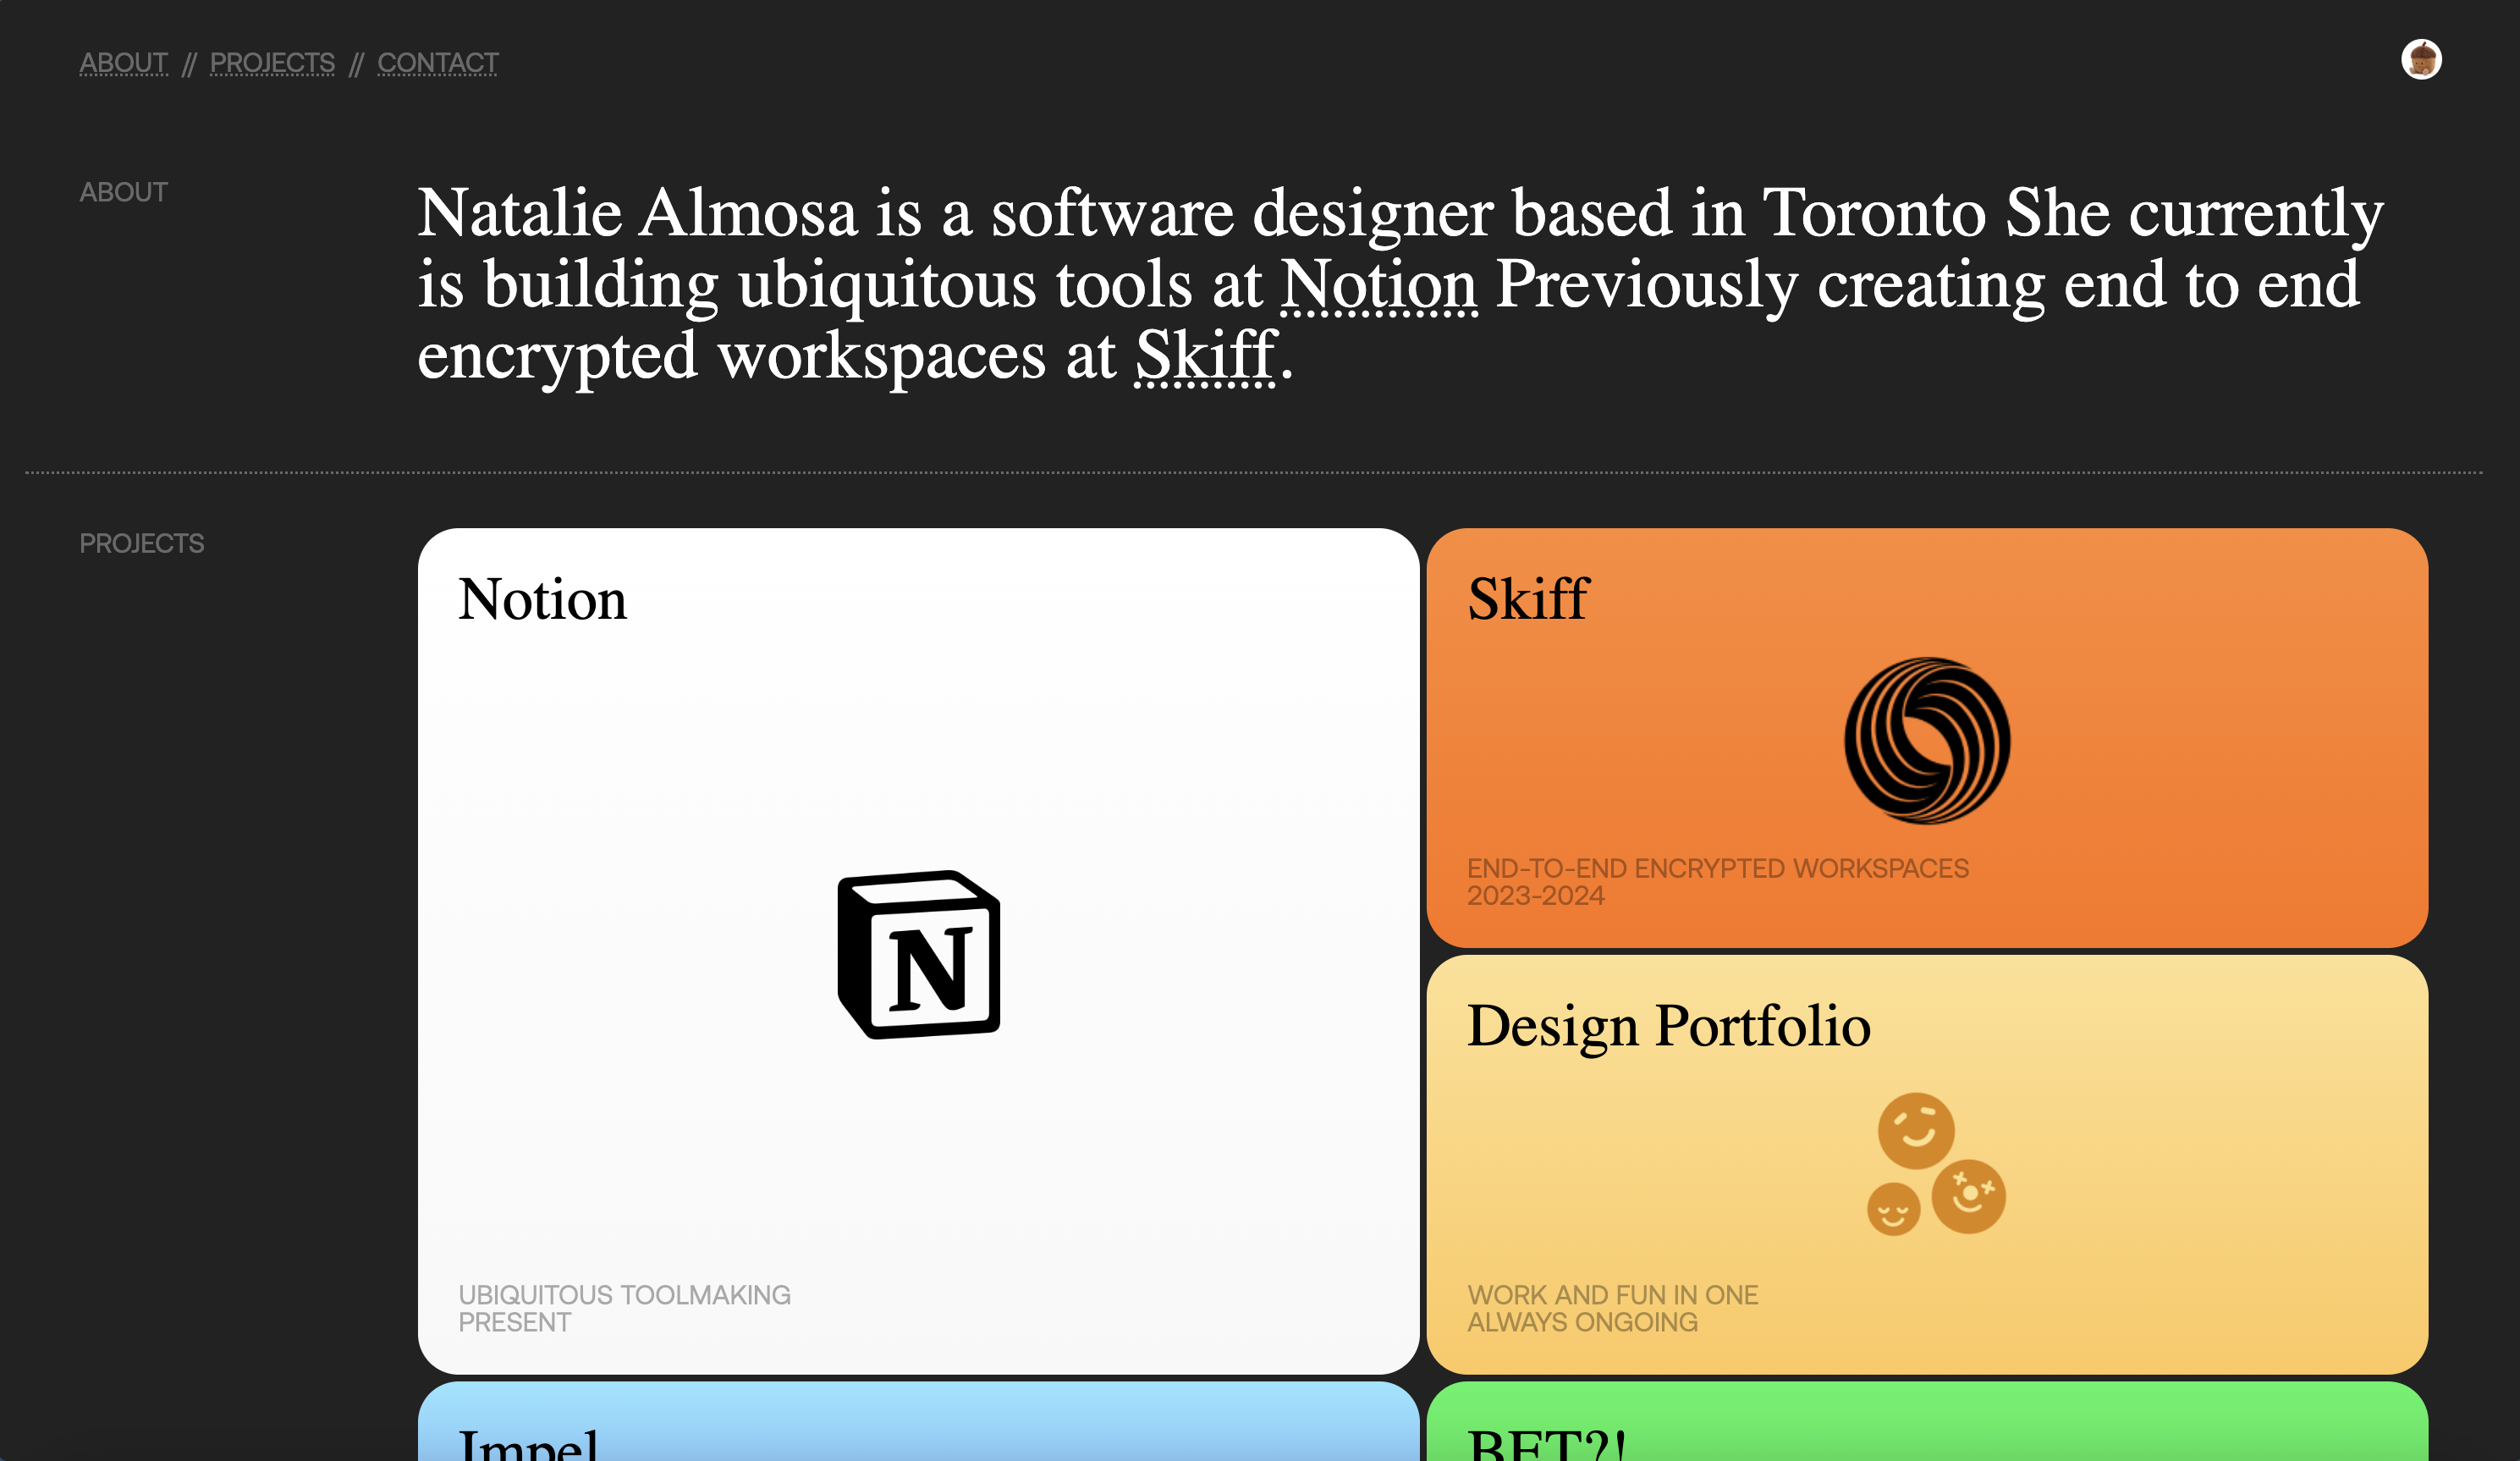 ABOUT // PROJECTS // CONTACT
ABOUT
Natalie Almosa is a software designer based in Toronto She currently
is building ubiquitous tools at Notion Previously creating end to end
encrypted workspaces at Skiff.
PROJECTS
Notion
N
UBIQUITOUS TOOLMAKING
PRESENT
Skiff
END-TO-END ENCRYPTED WORKSPACES
2023-2024
Design Portfolio
WORK AND FUN IN ONE
ALWAYS ONGOING
Impel
BET?!